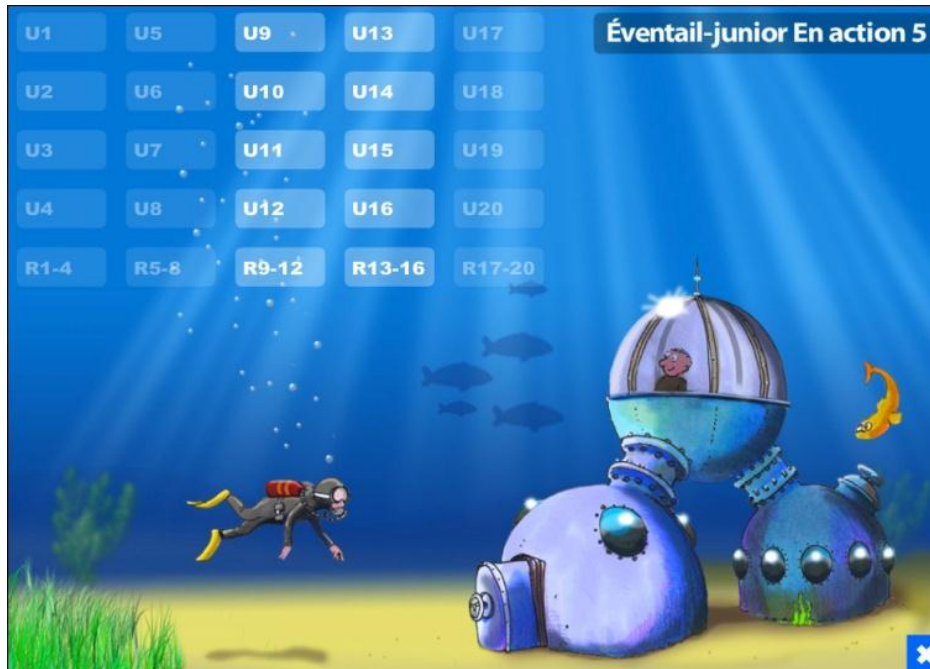 U1 U5 U9 U13 U17 Éventail-junior En action 5
U2 U6 U10 U14 U18
U3 U7 U11 U15 U19
U4 U8 U12 U16 U20
R1-4 R5-8 R9-12 R13-16 R17-20